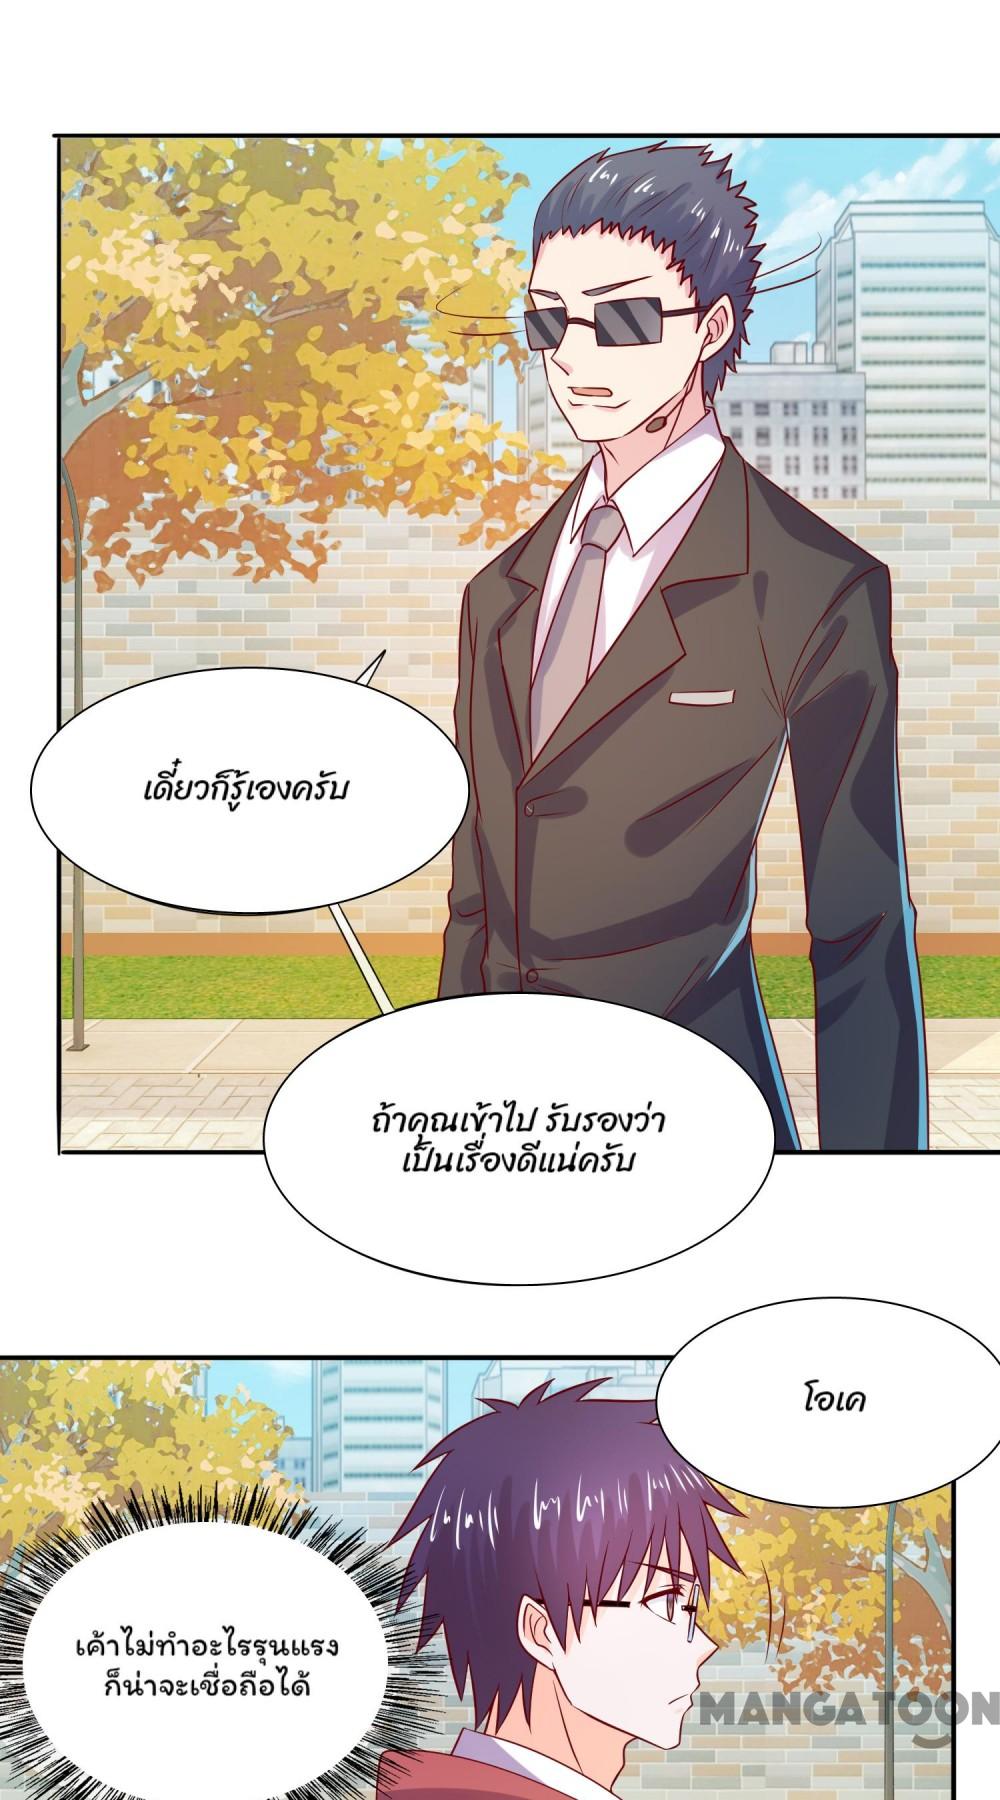 เดี๋ยวก็รู้เองครับ
ถ้าคุณเข้าไป รับรองว่า
เป็นเรื่องดีแน่ครับ
โอเค
เค้าไม่ทำอะไรรุนแรง
ก็น่าจะเชื่อถือได้
MANGATOON